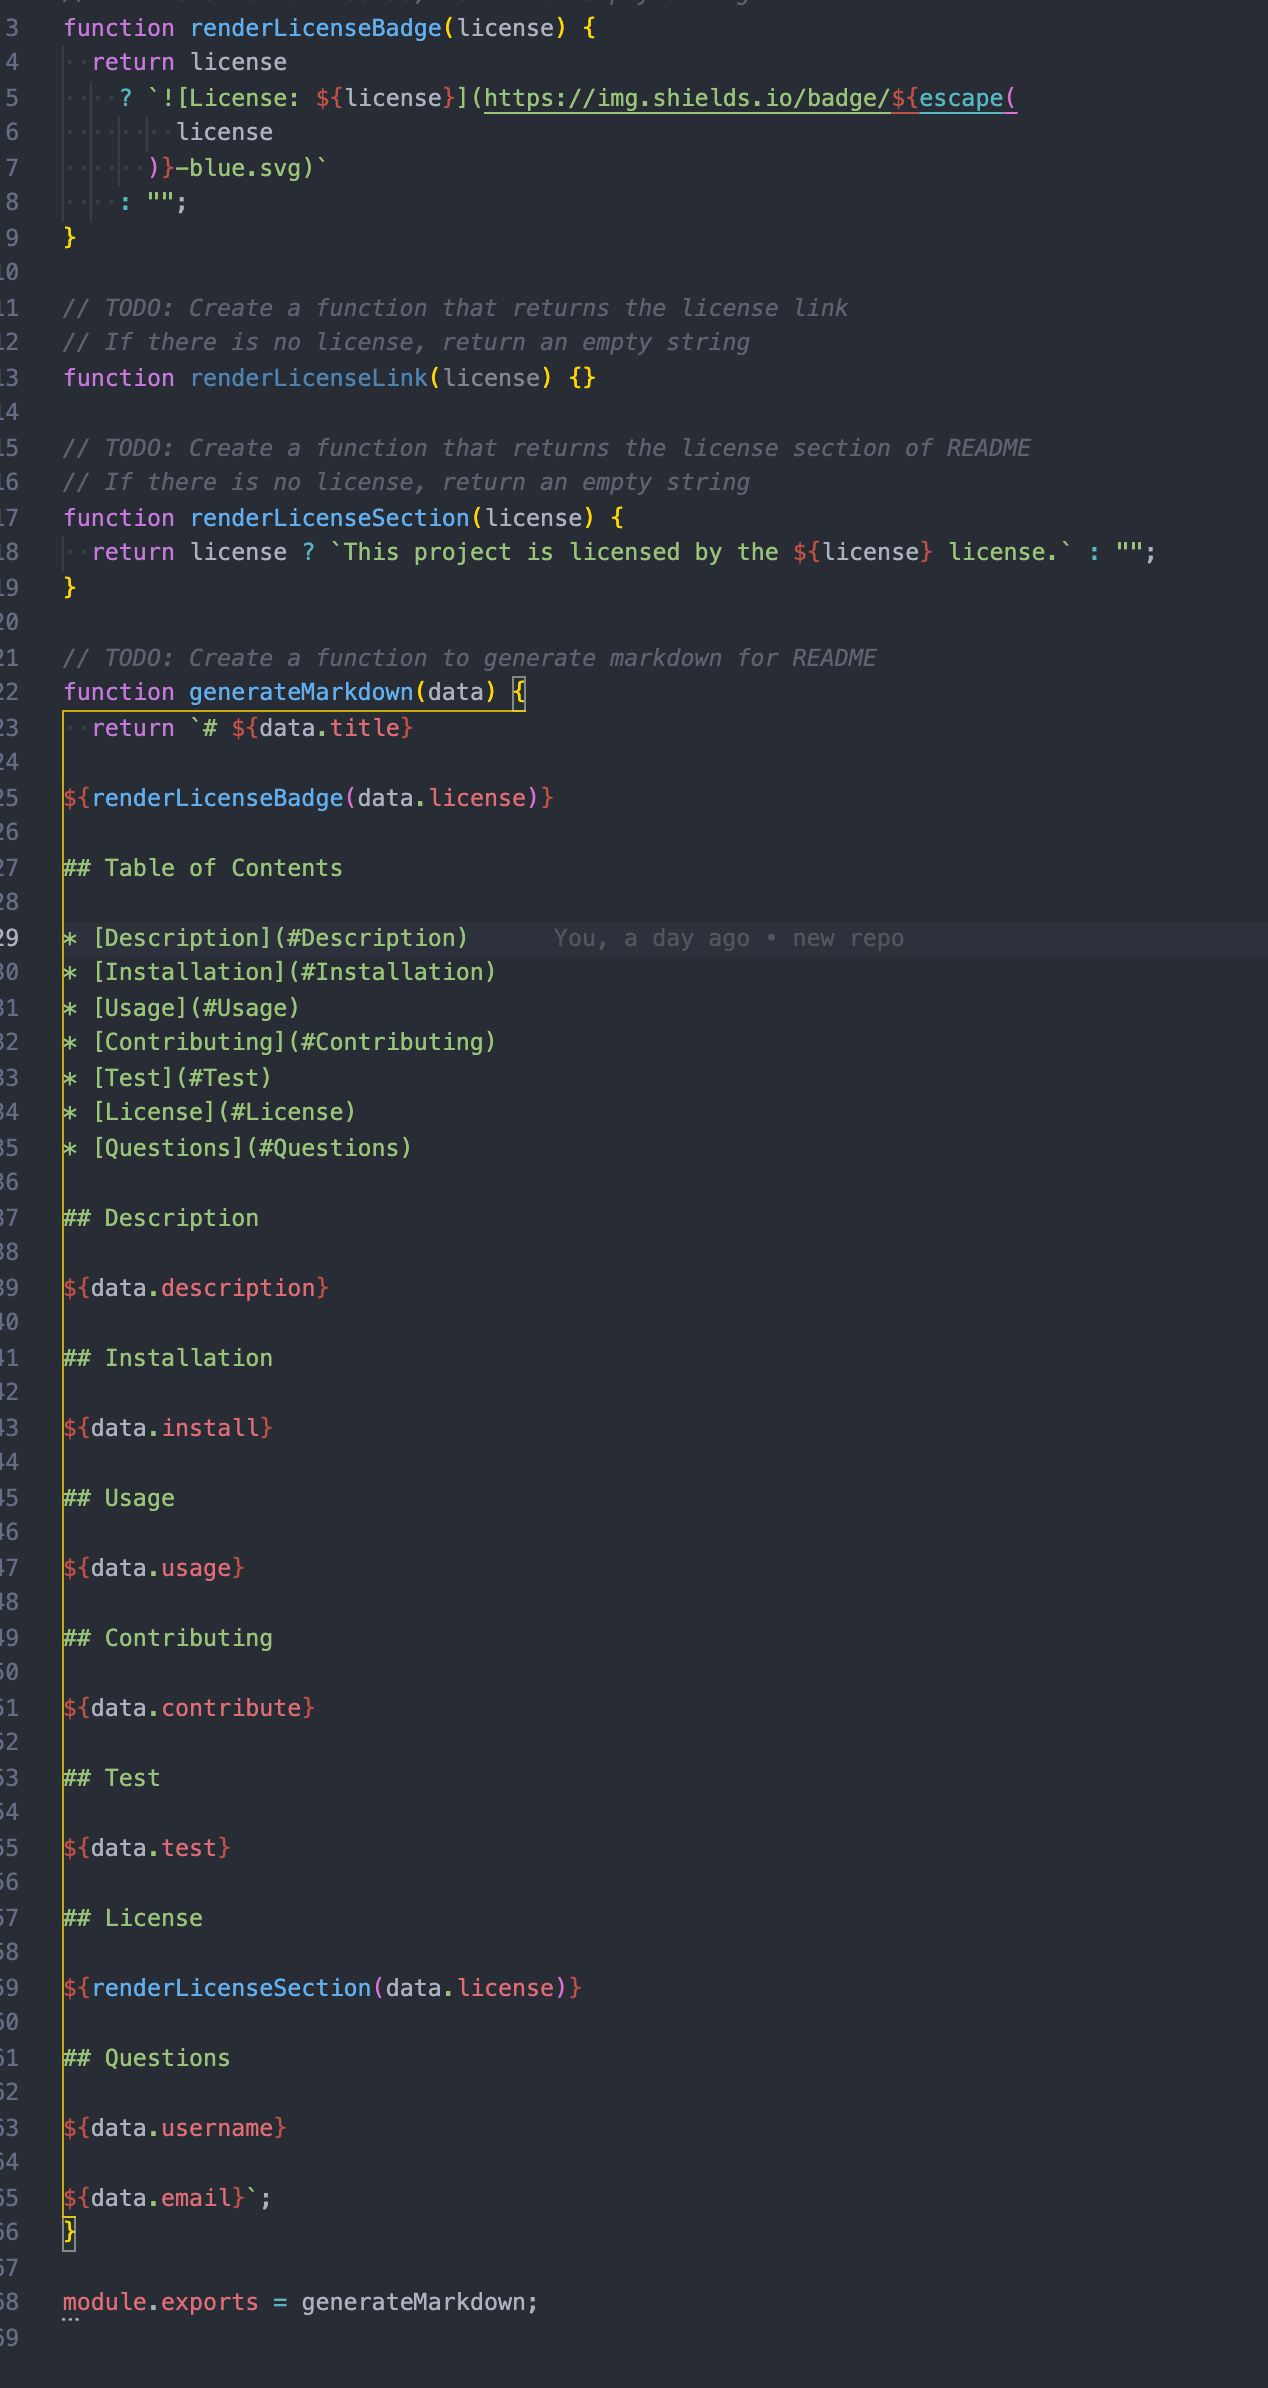 3 function renderLicenseBadge(license) {
4 return license
5 ? `![License: ${license}](https://img.shields.io/badge/${escape(
6 license
7 )}-blue.svg)`
8 : "";
9 }
10
11 // TODO: Create a function that returns the license link
12 // If there is no license, return an empty string
13 function renderLicenseLink(license) {}
14
15 // TODO: Create a function that returns the license section of README
16 // If there is no license, return an empty string
17 function renderLicenseSection(license) {
18 return license ? `This project is licensed by the ${license} license.` : "";
19 }
20
21 // TODO: Create a function to generate markdown for README
22 function generateMarkdown(data) {
23 return `# ${data.title}
24
25 ${renderLicenseBadge(data.license)}
26
27 ## Table of Contents
28
29 * [Description](#Description) You, a day ago • new repo
30 * [Installation](#Installation)
31 * [Usage](#Usage)
32 * [Contributing](#Contributing)
33 * [Test](#Test)
34 * [License](#License)
35 * [Questions](#Questions)
36
37 ## Description
38
39 ${data.description}
40
41 ## Installation
42
43 ${data.install}
44
45 ## Usage
46
47 ${data.usage}
48
49 ## Contributing
50
51 ${data.contribute}
52
53 ## Test
54
55 ${data.test}
56
57 ## License
58
59 ${renderLicenseSection(data.license)}
60
61 ## Questions
62
63 ${data.username}
64
65 ${data.email}`;
66 }
67
68 module.exports = generateMarkdown;
69